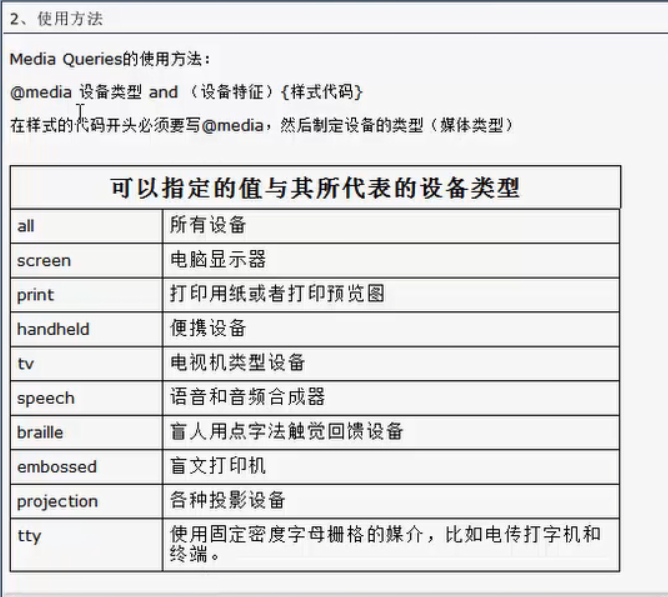 2、使用方法
Media Queries的使用方法：
@media 设备类型 and （设备特征）{样式代码}
在样式的代码开头必须要写@media，然后制定设备的类型（媒体类型）
可以指定的值与其所代表的设备类型
all 所有设备
screen 电脑显示器
print 打印用纸或者打印预览图
handheld 便携设备
tv 电视机类型设备
speech 语音和音频合成器
braille 盲人用点字法触觉回馈设备
embossed 盲文打印机
projection 各种投影设备
tty 使用固定密度字母栅格的媒介，比如电传打字机和
终端。